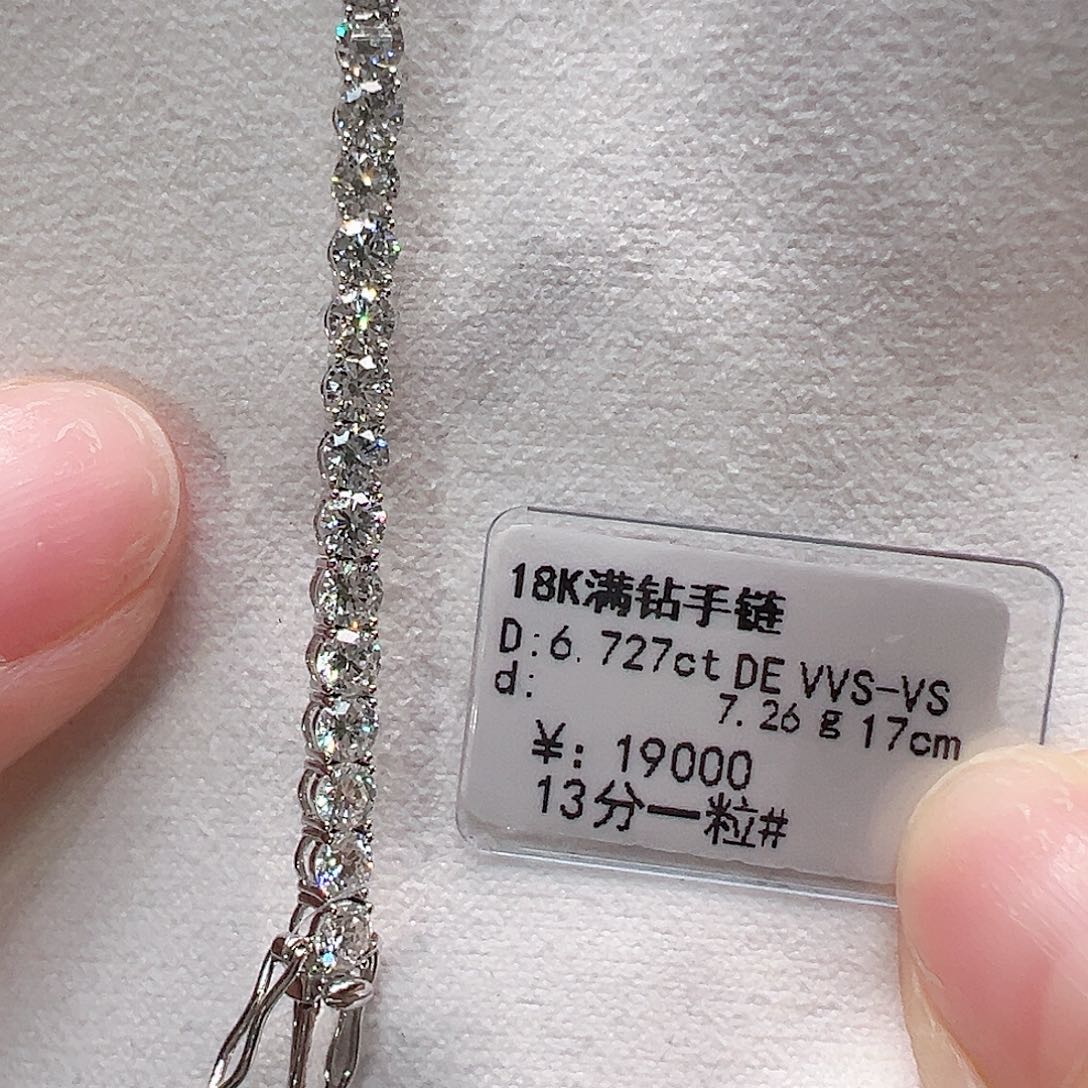 18K满钻手链
D:6.727ct DE VVS-VS
d: 7.26g 17cm
¥: 19000
13分一粒#